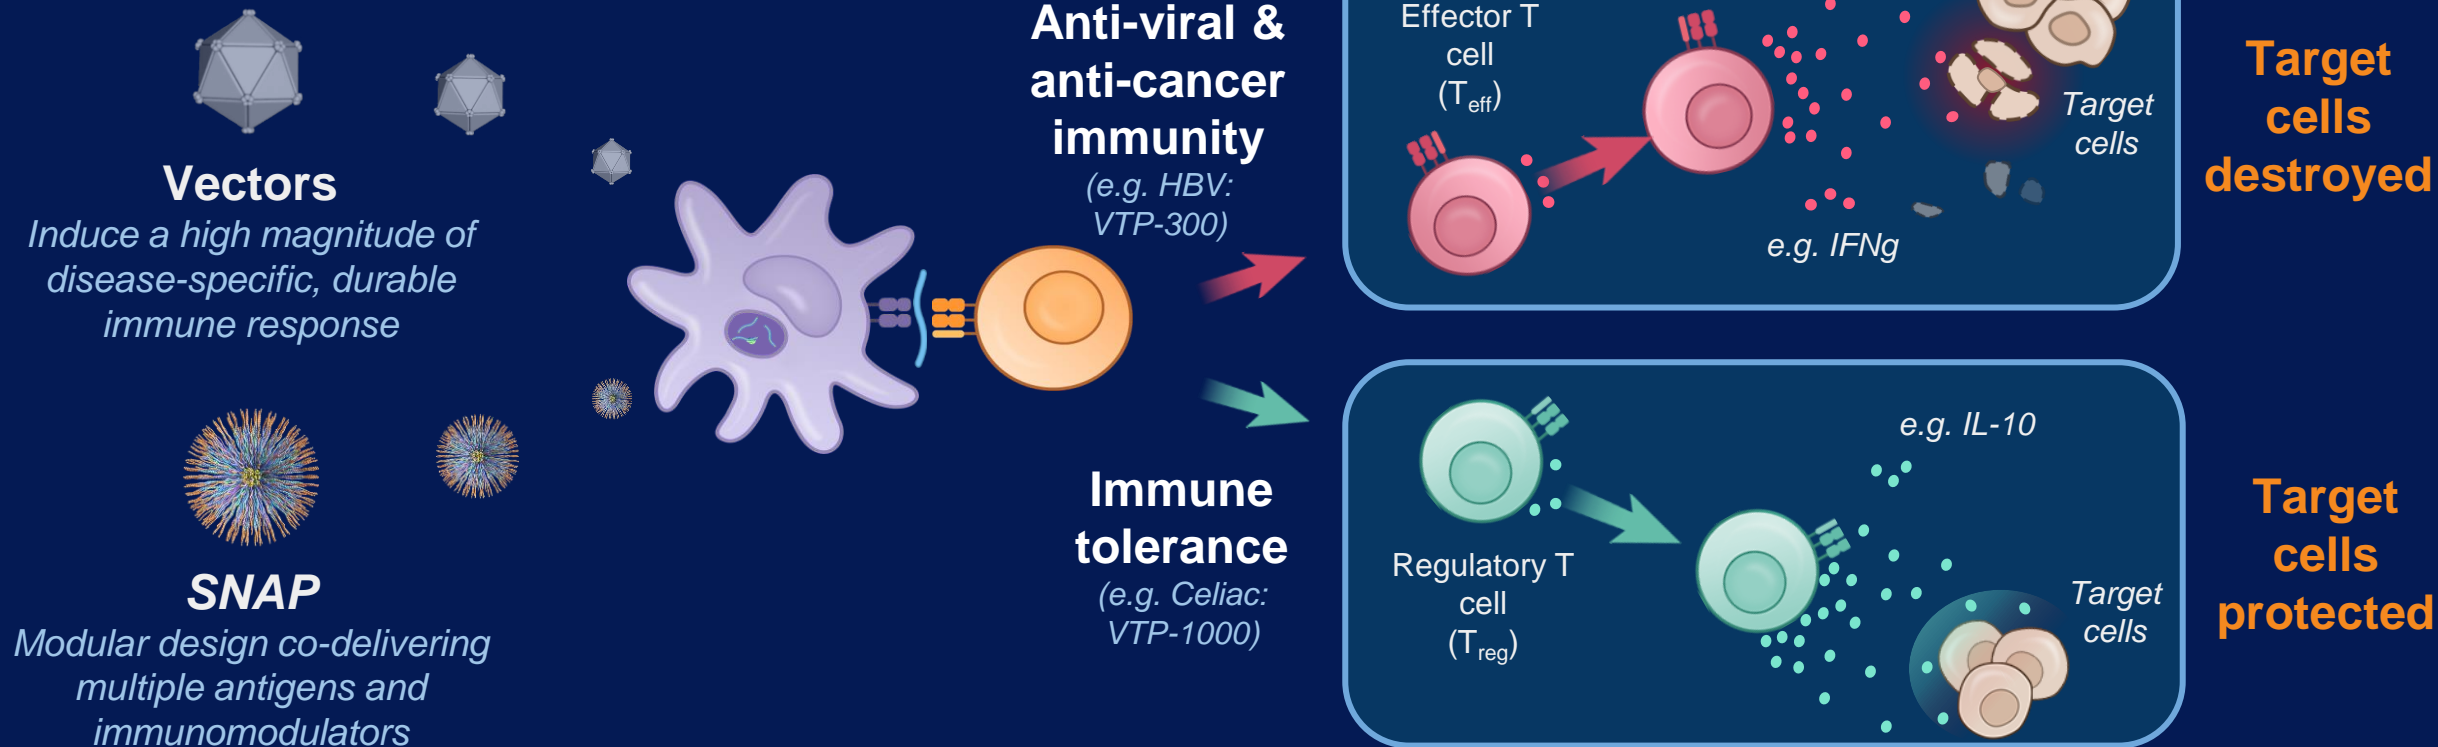 Vectors
Induce a high magnitude of
disease-specific, durable
immune response
SNAP
Modular design co-delivering
multiple antigens and
immunomodulators
Anti-viral &
anti-cancer
immunity
(e.g. HBV:
VTP-300)
Immune
tolerance
(e.g. Celiac:
VTP-1000)
Effector T
cell
(Teff)
e.g. IFNg
Target
cells
Target
cells
destroyed
Regulatory T
cell
(Treg)
e.g. IL-10
Target
cells
Target
cells
protected